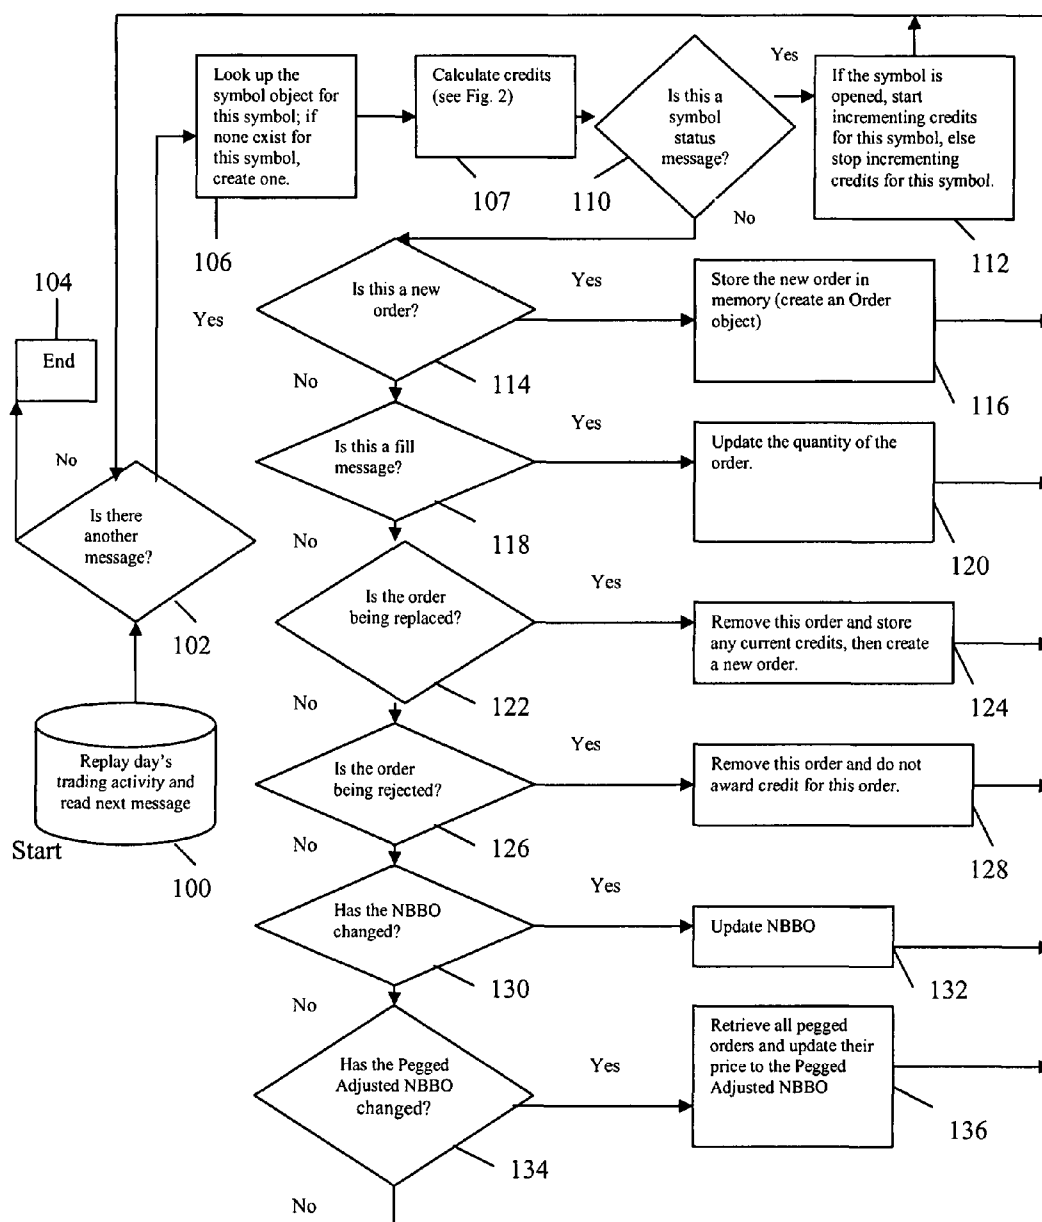 Look up the
symbol object for
this symbol; if
none exist for
this symbol,
create one.
106
Calculate credits
(see Fig. 2)
107
Is this a
symbol
status
message?
110
Yes
No
If the symbol is
opened, start
incrementing credits
for this symbol, else
stop incrementing
credits for this symbol.
112
104
End
Yes
No
Is there
another
message?
102
Replay day's
trading activity and
read next message
Start
100
Is this a new
order?
Yes
No
114
Store the new order in
memory (create an Order
object)
116
Is this a fill
message?
Yes
No
118
Update the quantity of the
order.
120
Is the order
being replaced?
Yes
No
122
Remove this order and store
any current credits, then create
a new order.
124
Is the order
being rejected?
Yes
No
126
Remove this order and do not
award credit for this order.
128
Has the NBBO
changed?
Yes
No
130
Update NBBO
132
Has the Pegged
Adjusted NBBO
changed?
Yes
No
134
Retrieve all pegged
orders and update their
price to the Pegged
Adjusted NBBO
136